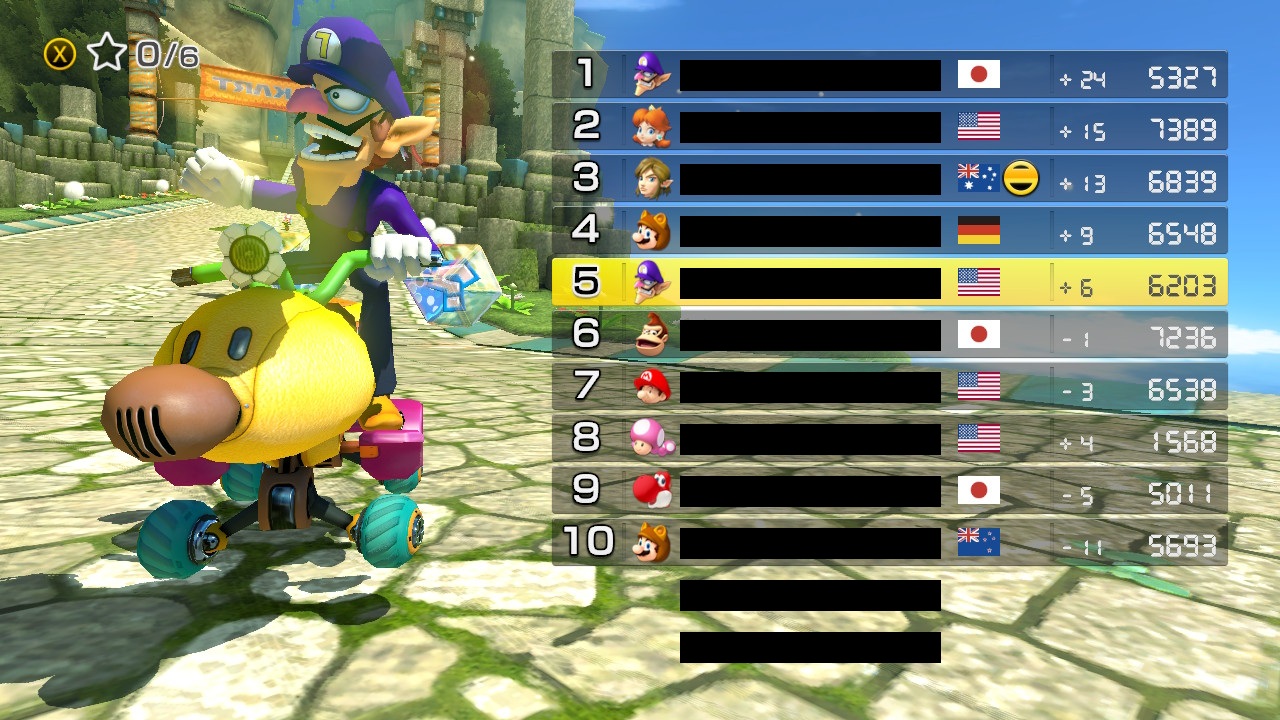 X 0/6
KART
7
1 + 24 5327
2 + 15 7389
3 + 13 6839
4 + 9 6548
5 + 6 6203
6 - 1 7236
7 - 3 6538
8 + 4 1568
9 - 5 5011
10 - 11 5693